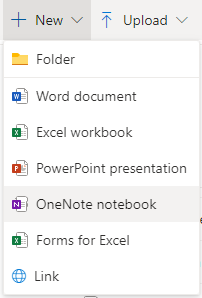 New Upload
Folder
Word document
Excel workbook
PowerPoint presentation
OneNote notebook
Forms for Excel
Link